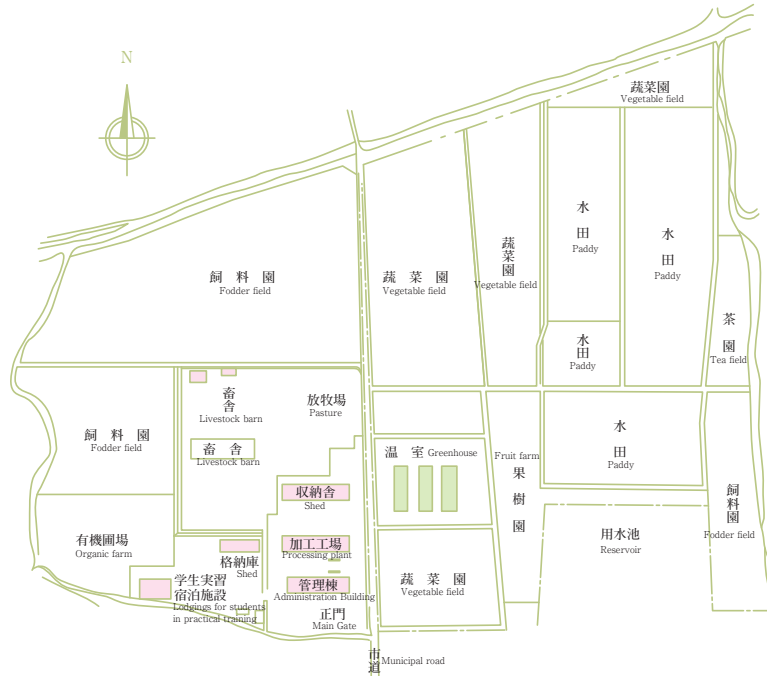 N
蔬菜園
Vegetable field
水田
Paddy
水田
Paddy
蔬菜園
Vegetable field
飼料園
Fodder field
蔬菜園
Vegetable field
茶園
Tea field
水田
Paddy
畜舎
Livestock barn
放牧場
Pasture
飼料園
Fodder field
畜舎
Livestock barn
温室 Greenhouse
Fruit farm
果樹園
水田
Paddy
収納舎
Shed
飼料園
Fodder field
有機圃場
Organic farm
加工工場
Processing plant
用水池
Reservoir
格納庫
Shed
学生実習
宿泊施設
Lodgings for students
in practical training
管理棟
Administration Building
蔬菜園
Vegetable field
正門
Main Gate
市道
Municipal road